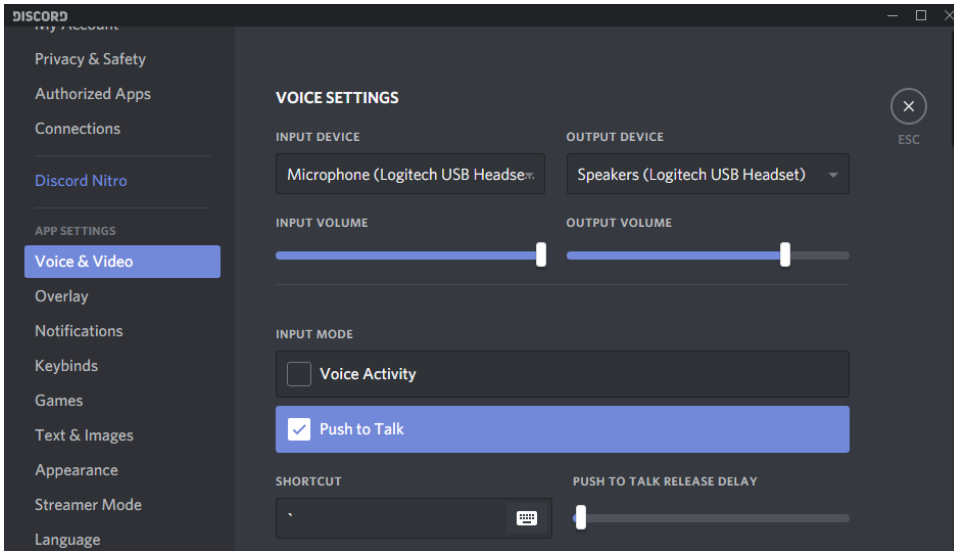 DISCORD
My Account
Privacy & Safety
Authorized Apps
Connections
Discord Nitro
APP SETTINGS
Voice & Video
Overlay
Notifications
Keybinds
Games
Text & Images
Appearance
Streamer Mode
Language
VOICE SETTINGS
INPUT DEVICE
Microphone (Logitech USB Headse...
OUTPUT DEVICE
Speakers (Logitech USB Headset)
INPUT VOLUME
OUTPUT VOLUME
INPUT MODE
Voice Activity
Push to Talk
SHORTCUT
`
PUSH TO TALK RELEASE DELAY
ESC